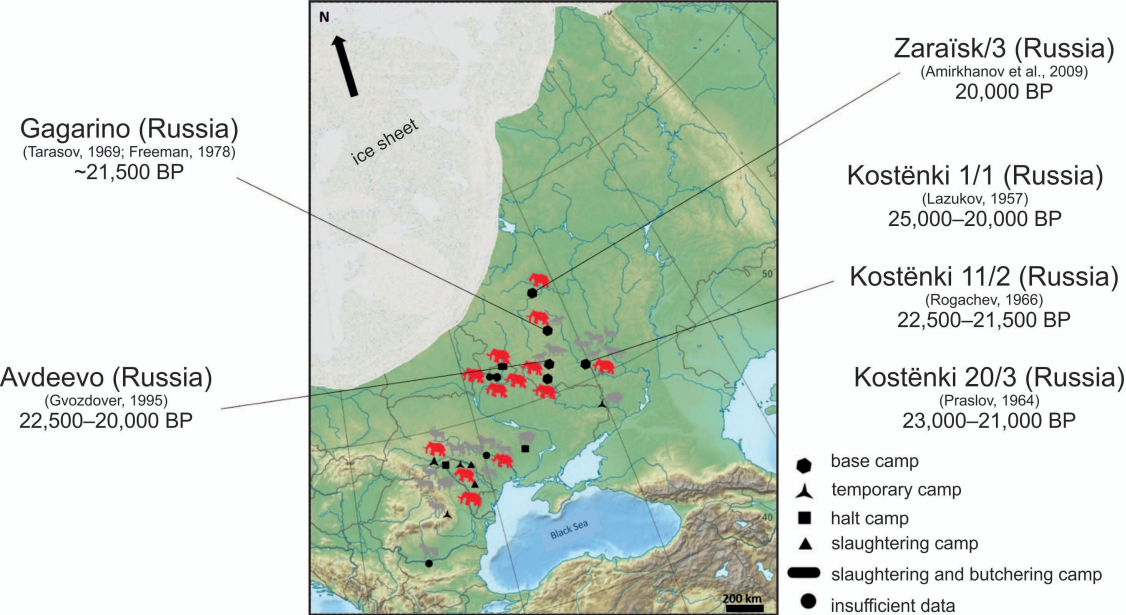 N
ice sheet
Gagarino (Russia)
(Tarasov, 1969; Freeman, 1978)
~21,500 BP
Avdeevo (Russia)
(Gvozdover, 1995)
22,500–20,000 BP
Zaraïsk/3 (Russia)
(Amirkhanov et al., 2009)
20,000 BP
Kostënki 1/1 (Russia)
(Lazukov, 1957)
25,000–20,000 BP
Kostënki 11/2 (Russia)
(Rogachev, 1966)
22,500–21,500 BP
Kostënki 20/3 (Russia)
(Praslov, 1964)
23,000–21,000 BP
50
40
Black Sea
200 km
base camp
temporary camp
halt camp
slaughtering camp
slaughtering and butchering camp
insufficient data